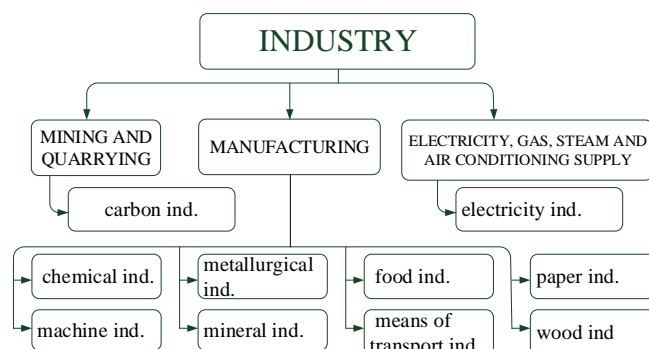 INDUSTRY
MINING AND
QUARRYING
MANUFACTURING
ELECTRICITY, GAS, STEAM AND
AIR CONDITIONING SUPPLY
carbon ind.
electricity ind.
chemical ind.
metallurgical
ind.
food ind.
paper ind.
machine ind.
mineral ind.
means of
transport ind.
wood ind